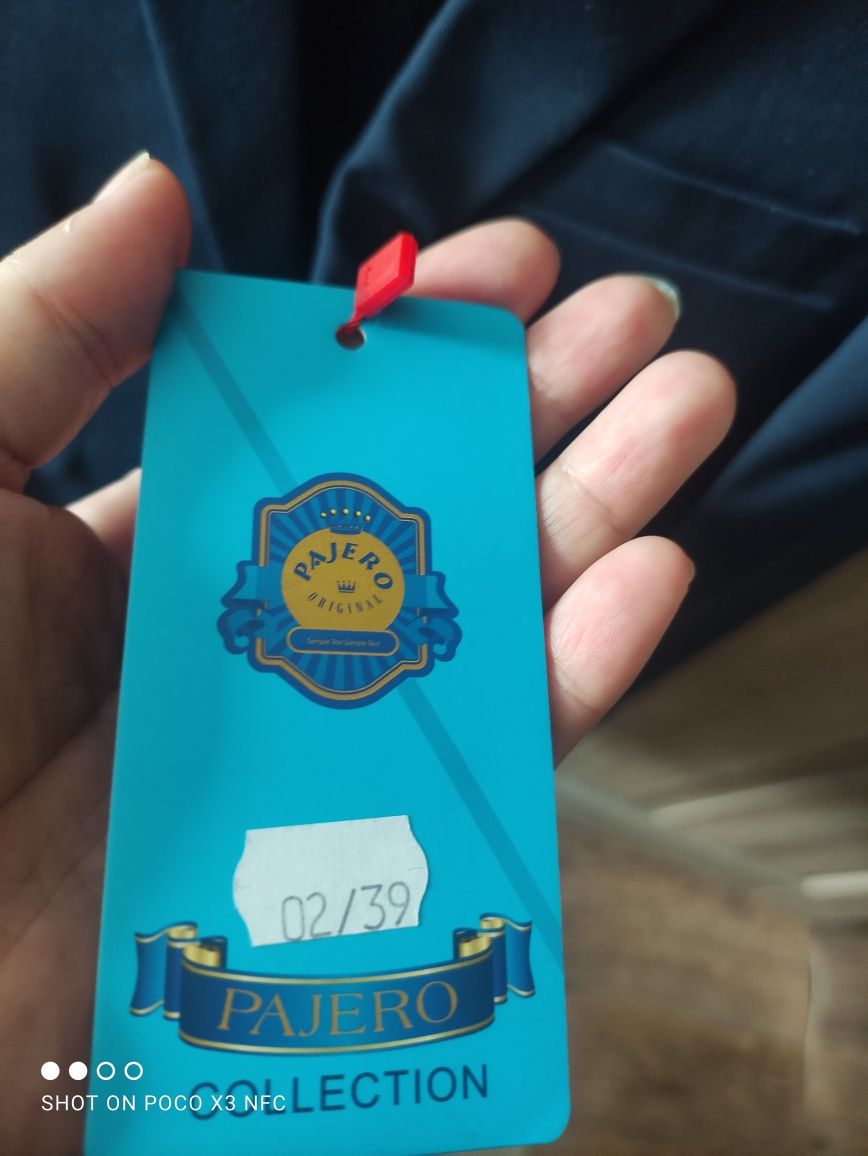 PAJERO
ORIGINAL
Sample Text Sample Text
02/39
PAJERO
COLLECTION
SHOT ON POCO X3 NFC